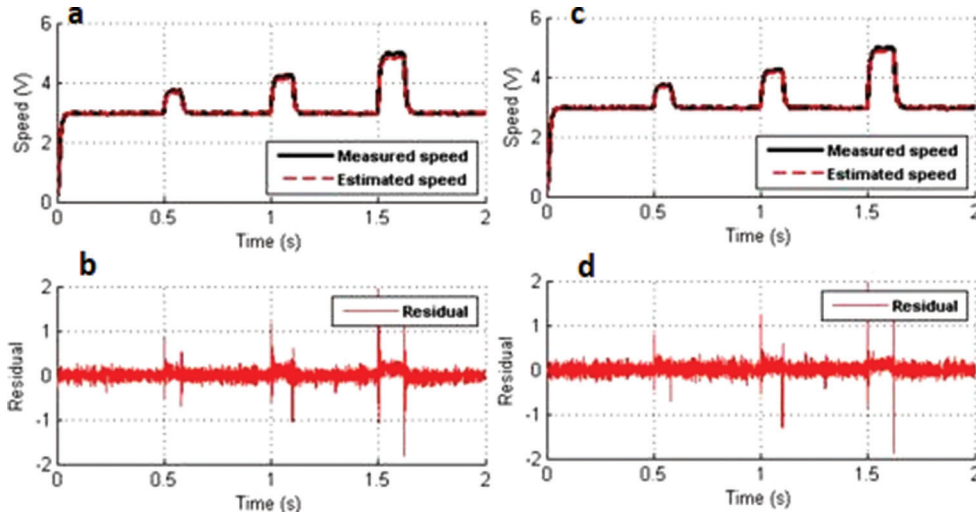 a
6
4
2
0
Speed (V)
Measured speed
Estimated speed
0 0.5 1 1.5 2
Time (s)
b
2
1
0
-1
-2
Residual
Residual
0 0.5 1 1.5 2
Time (s)
c
6
4
2
0
Speed (V)
Measured speed
Estimated speed
0 0.5 1 1.5 2
Time (s)
d
2
1
0
-1
-2
Residual
Residual
0 0.5 1 1.5 2
Time (s)